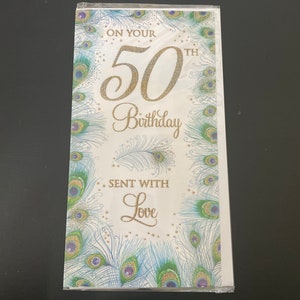 ON YOUR
50TH
Birthday
SENT WITH
Love